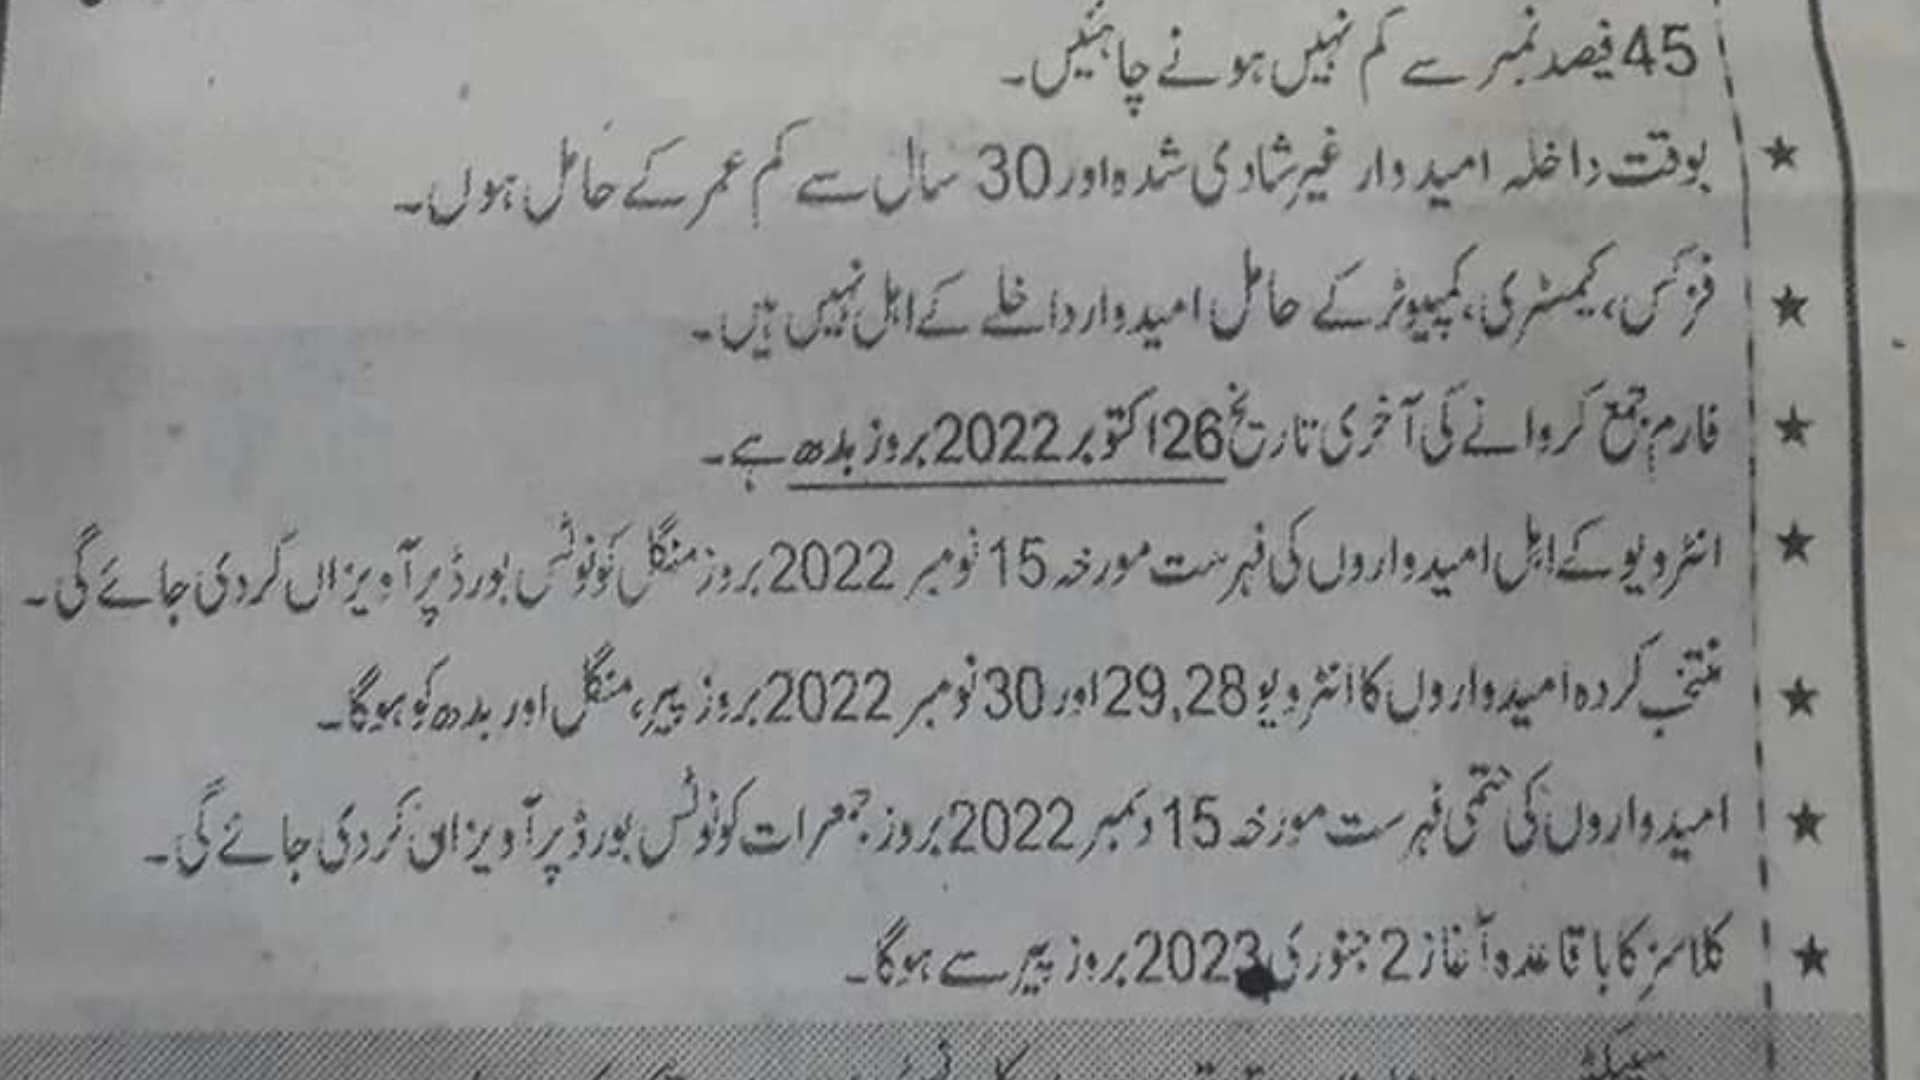 45 فیصد نمبر سے کم نہیں ہونے چاہئیں۔
★ بوقت داخلہ امیدوار غیر شادی شدہ اور 30 سال سے کم عمر کے حامل ہوں۔
★ فزکس، کیمسٹری، کمپیوٹر کے حامل امیدوار داخلے کے اہل نہیں ہیں۔
★ فارم جمع کروانے کی آخری تاریخ 26 اکتوبر 2022 بروز بدھ ہے۔
★ انٹرویو کے اہل امیدواروں کی فہرست مورخہ 15 نومبر 2022 بروز منگل کو نوٹس بورڈ پر آویزاں کر دی جائے گی۔
★ منتخب کردہ امیدواروں کا انٹرویو 28,29 اور 30 نومبر 2022 بروز پیر، منگل اور بدھ کو ہوگا۔
★ امیدواروں کی حتمی فہرست مورخہ 15 دسمبر 2022 بروز جمعرات کو نوٹس بورڈ پر آویزاں کر دی جائے گی۔
★ کلاسز کا باقاعدہ آغاز 2 جنوری 2023 بروز پیر سے ہوگا۔